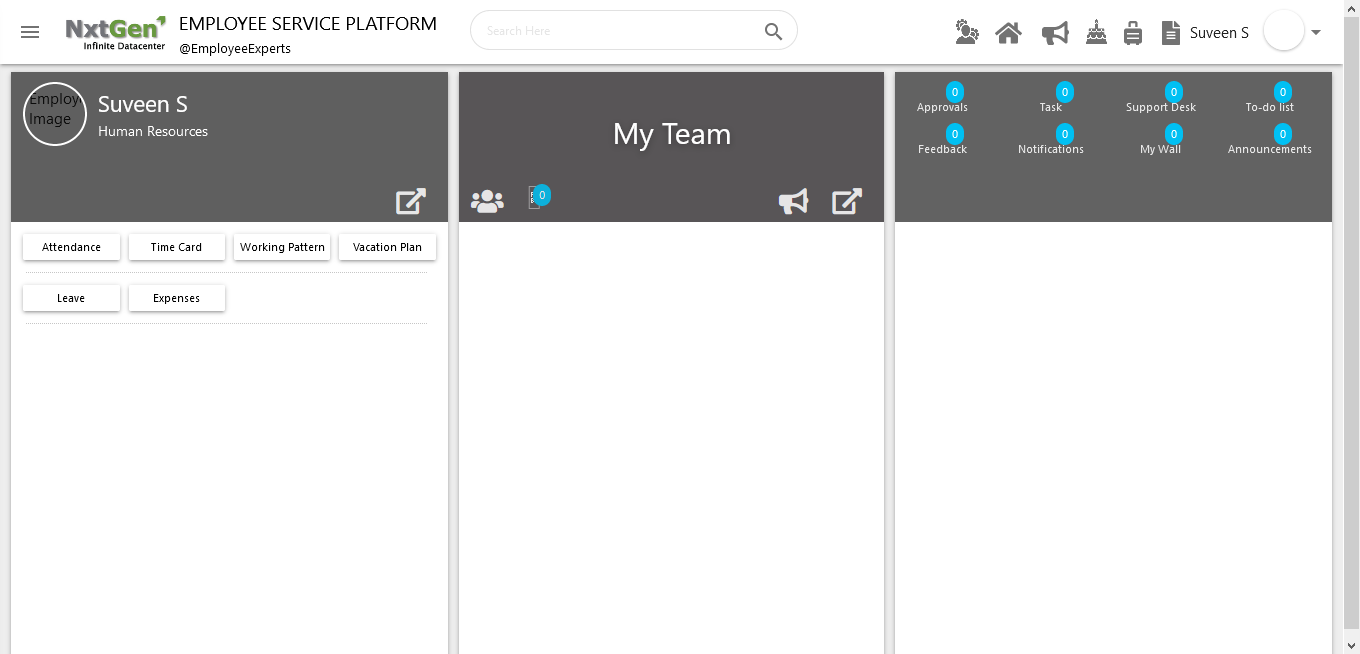 NxtGen
Infinite Datacenter
EMPLOYEE SERVICE PLATFORM
@EmployeeExperts
Search Here
Suveen S
Employ
Image
Suveen S
Human Resources
My Team
0
0
Approvals
0
Task
0
Support Desk
0
To-do list
0
Feedback
0
Notifications
0
My Wall
0
Announcements
Attendance
Time Card
Working Pattern
Vacation Plan
Leave
Expenses